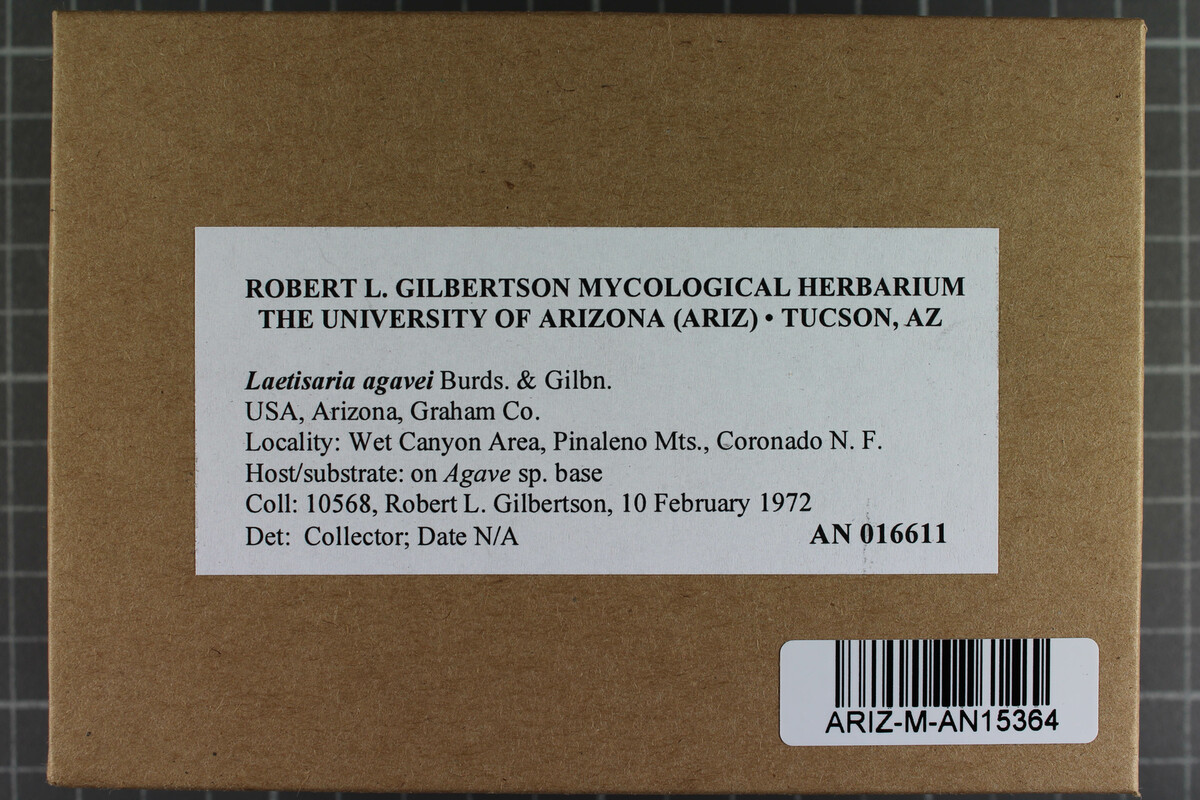 ROBERT L. GILBERTSON MYCOLOGICAL HERBARIUM
THE UNIVERSITY OF ARIZONA (ARIZ) • TUCSON, AZ
Laetisaria agavei Burds. & Gilbn.
USA, Arizona, Graham Co.
Locality: Wet Canyon Area, Pinaleno Mts., Coronado N. F.
Host/substrate: on Agave sp. base
Coll: 10568, Robert L. Gilbertson, 10 February 1972
Det: Collector; Date N/A AN 016611
ARIZ-M-AN15364